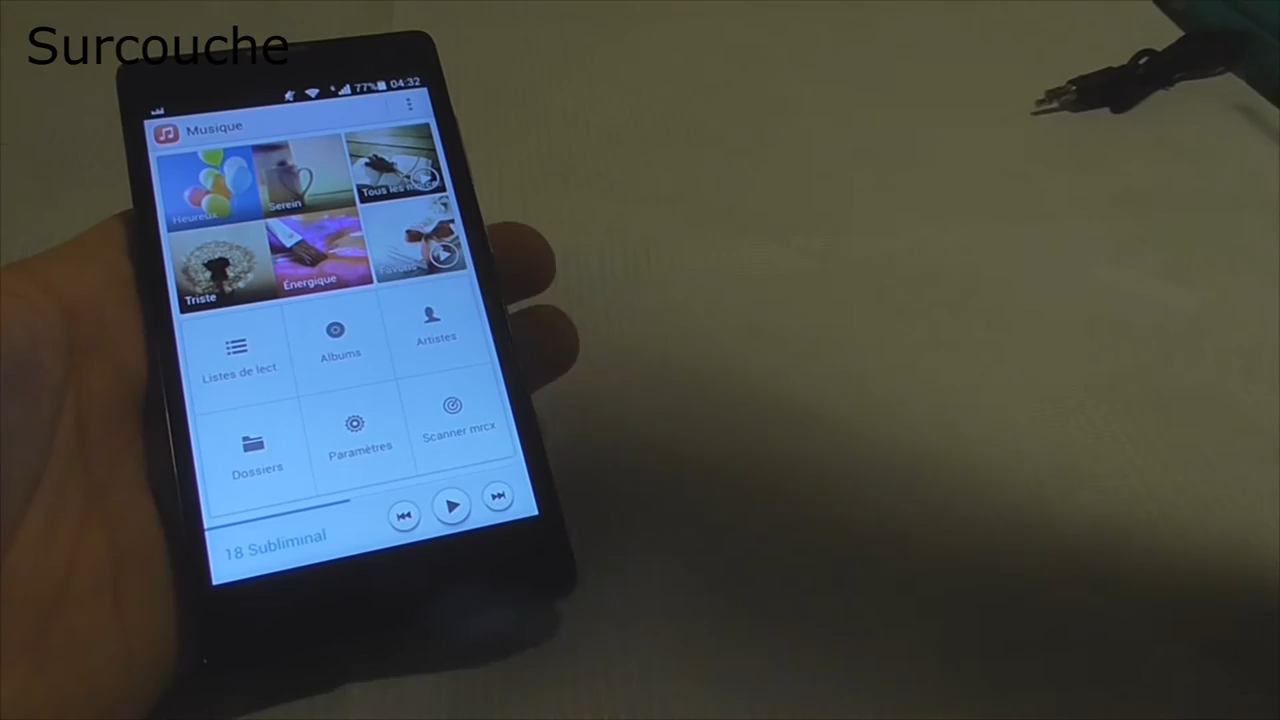 Surcouche
77% 04:32
Musique
Heureux
Serein
Tous les mrcx
Triste
Énergique
Favoris
Listes de lect.
Albums
Artistes
Dossiers
Paramètres
Scanner mrcx
18 Subliminal